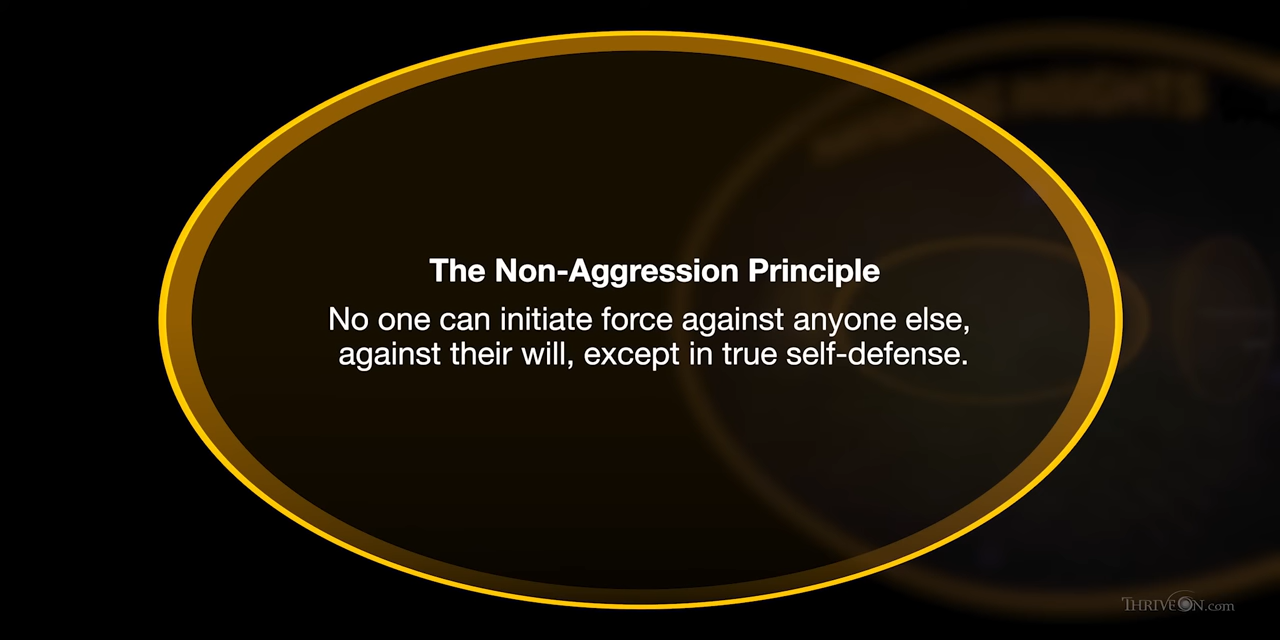 The Non-Aggression Principle
No one can initiate force against anyone else,
against their will, except in true self-defense.
THRIVEON.com